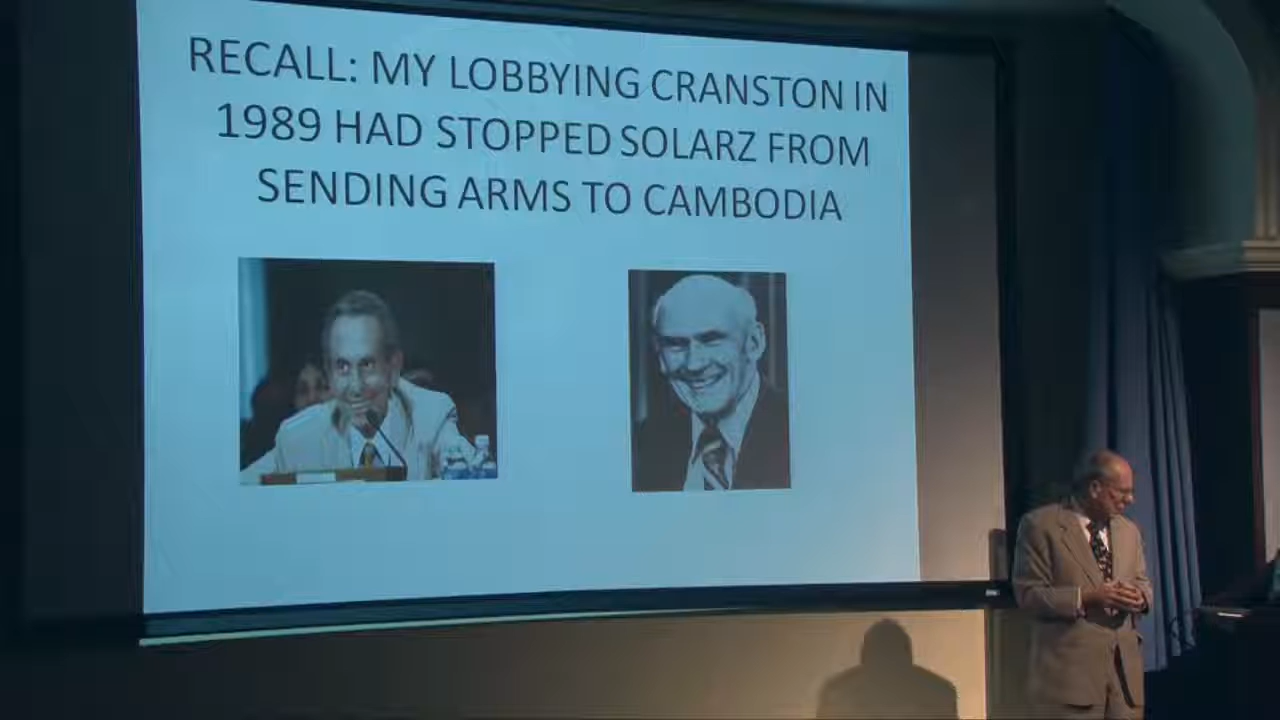 RECALL: MY LOBBYING CRANSTON IN
1989 HAD STOPPED SOLARZ FROM
SENDING ARMS TO CAMBODIA